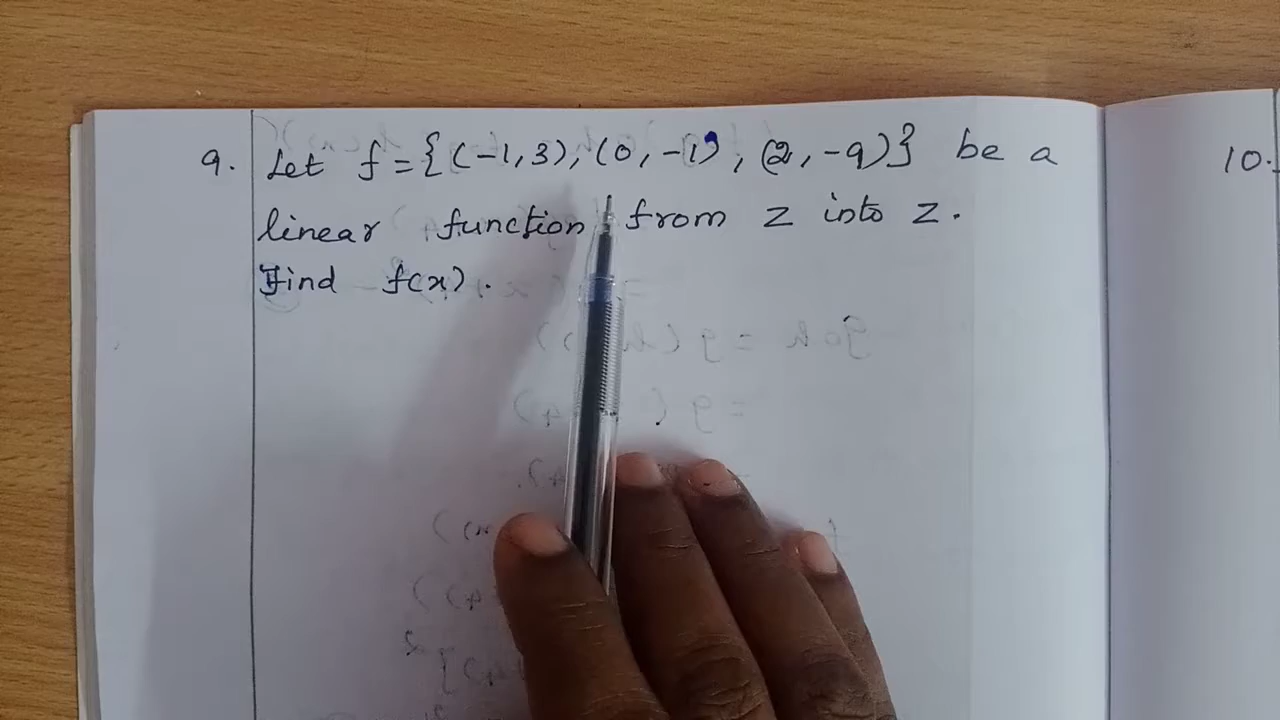 9. Let f = {(-1, 3), (0, -1), (2, -9)} be a
linear function from Z into Z.
Find f(x).
10.